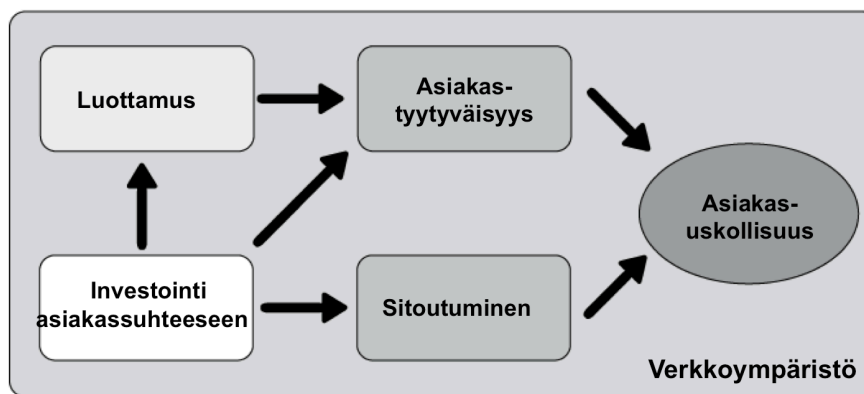 Luottamus
Asiakas-
tyytyväisyys
Asiakas-
uskollisuus
Investointi
asiakassuhteeseen
Sitoutuminen
Verkkoympäristö